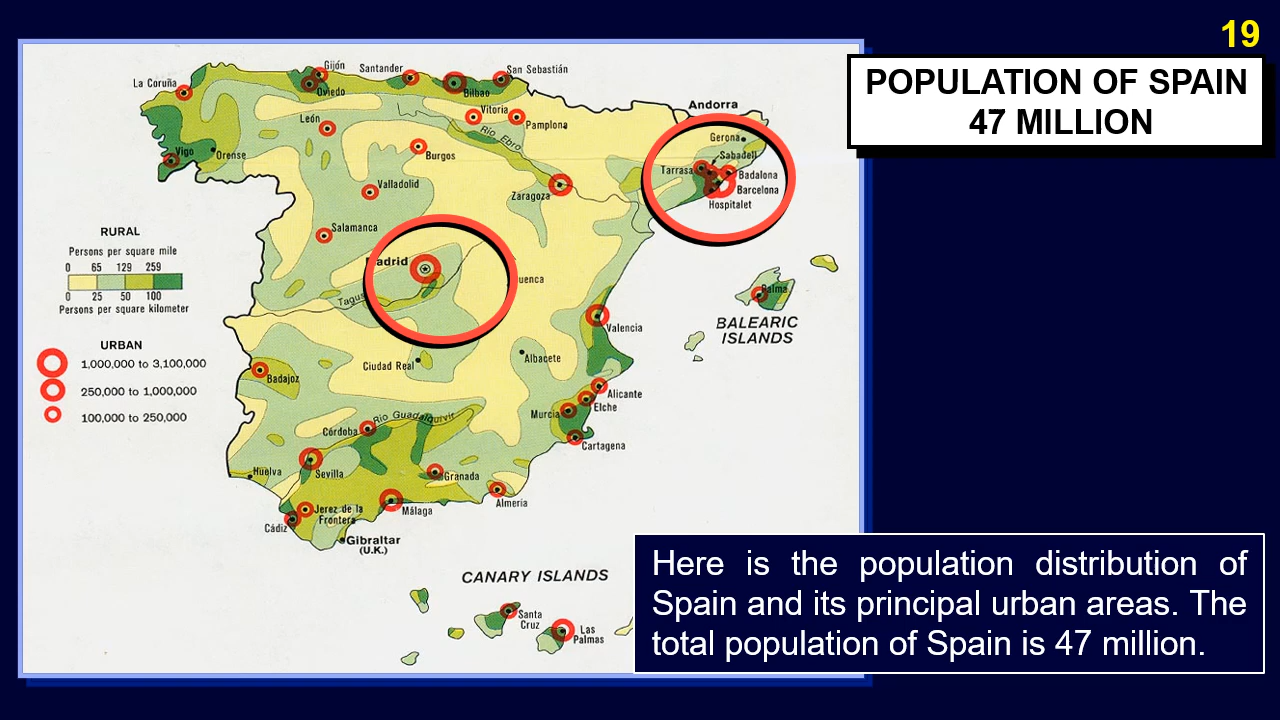 19
POPULATION OF SPAIN
47 MILLION
Gijón
Santander
San Sebastián
La Coruña
Oviedo
Bilbao
Andorra
Vitoria
León
Pamplona
Gerona
Rio Ebro
Vigo
Orense
Burgos
Sabadell
Tarrasa
Badalona
Valladolid
Zaragoza
Barcelona
Hospitalet
RURAL
Salamanca
Persons per square mile
0 65 129 259
adrid
uenca
0 25 50 100
Persons per square kilometer
Tagus
Palma
BALEARIC
ISLANDS
Valencia
URBAN
1,000,000 to 3,100,000
Ciudad Real
Albacete
Badajoz
250,000 to 1,000,000
Alicante
100,000 to 250,000
Elche
Murcia
Rio Guadalquivir
Córdoba
Cartagena
Huelva
Sevilla
Granada
Almeria
Jerez de la
Frontera
Málaga
Cádiz
Gibraltar
(U.K.)
CANARY ISLANDS
Santa
Cruz
Las
Palmas
Here is the population distribution of
Spain and its principal urban areas. The
total population of Spain is 47 million.